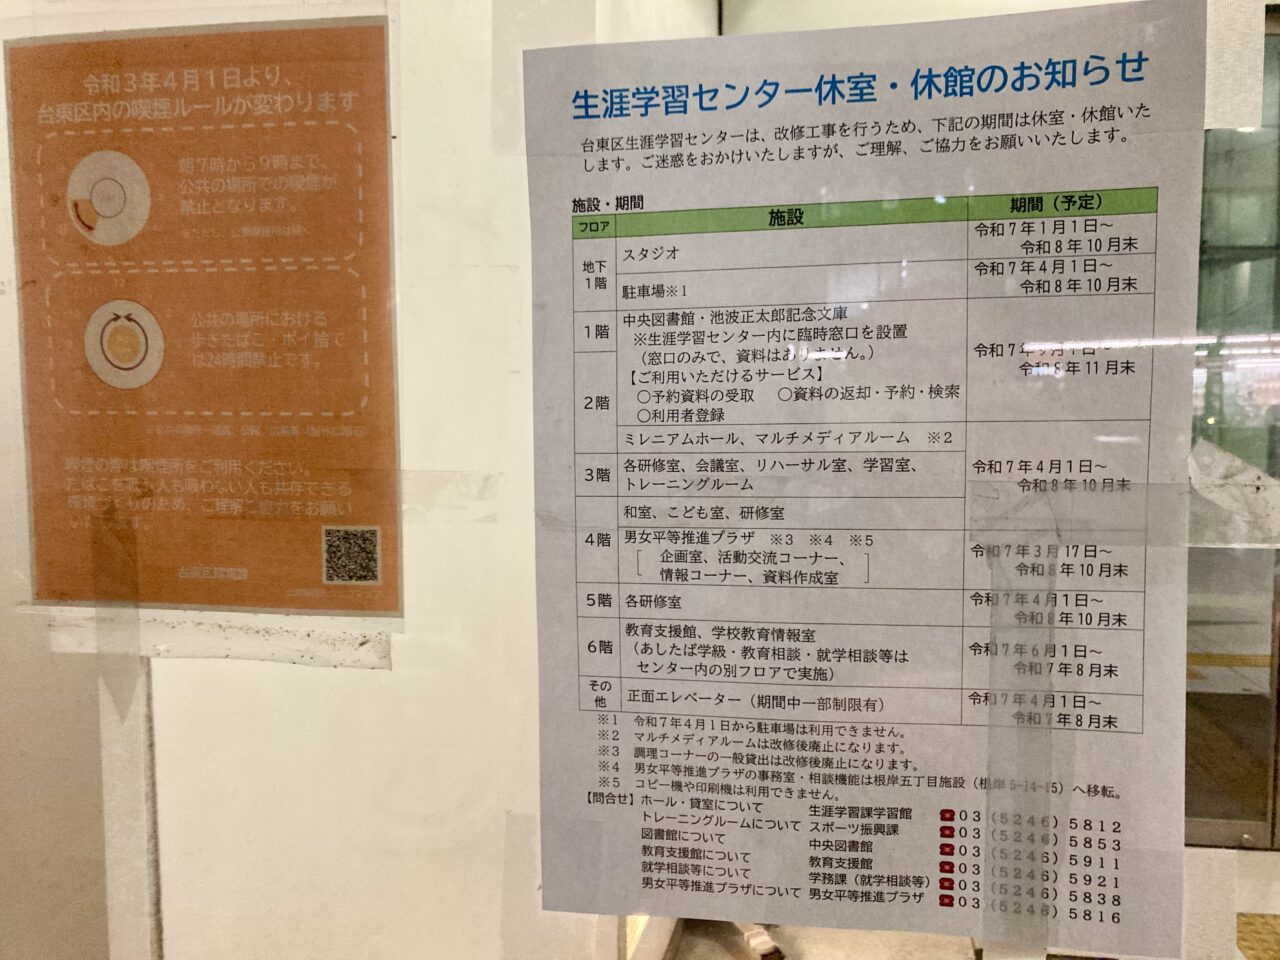 令和３年４月１日より、
台東区内の喫煙ルールが変わります
朝７時から９時まで
公共の場所での喫煙が
禁止となります。
公共の場所における
歩きたばこ・ポイ捨て
は24時間禁止です。
喫煙の際は喫煙所をご利用ください。
生涯学習センター休室・休館のお知らせ
台東区生涯学習センターは、改修工事を行うため、下記の期間は休室・休館いた
します。ご迷惑をおかけいたしますが、ご理解、ご協力をお願いいたします。
施設・期間
フロア 施設 期間（予定）
地下１階 スタジオ 令和７年１月１日～
令和８年10月末
駐車場※１ 令和７年４月１日～
令和８年10月末
１階 中央図書館・池波正太郎記念文庫
※生涯学習センター内に臨時窓口を設置
（窓口のみで、資料はありません。）
令和８年11月末
２階 【ご利用いただけるサービス】
○予約資料の受取 ○資料の返却・予約・検索
○利用者登録
ミレニアムホール、マルチメディアルーム ※２
３階 各研修室、会議室、リハーサル室、学習室、
トレーニングルーム
令和７年４月１日～
令和８年10月末
４階 和室、こども室、研修室
男女平等推進プラザ ※３ ※４ ※５
企画室、活動交流コーナー、
情報コーナー、資料作成室
令和７年３月17日～
令和８年10月末
５階 各研修室 令和７年４月１日～
令和８年10月末
６階 教育支援館、学校教育情報室
（あしたば学級・教育相談・就学相談等は
センター内の別フロアで実施）
令和７年６月１日～
令和７年８月末
その他 正面エレベーター（期間中一部制限有） 令和７年４月１日～
令和７年８月末
※１ 令和７年４月１日から駐車場は利用できません。
※２ マルチメディアルームは改修後廃止になります。
※３ 調理コーナーの一般貸出は改修後廃止になります。
※４ 男女平等推進プラザの事務室・相談機能は根岸五丁目施設（根岸5-14-15）へ移転。
※５ コピー機や印刷機は利用できません。
【問合せ】ホール・貸室について 生涯学習課学習館 ☎０３（５２４６）５８１２
トレーニングルームについて スポーツ振興課 ☎０３（５２４６）５８５３
図書館について 中央図書館 ☎０３（５２４６）５９１１
教育支援館について 教育支援館 ☎０３（５２４６）５９２１
就学相談等について 学務課（就学相談等） ☎０３（５２４６）５８３８
男女平等推進プラザについて 男女平等推進プラザ ☎０３（５２４６）５８１６